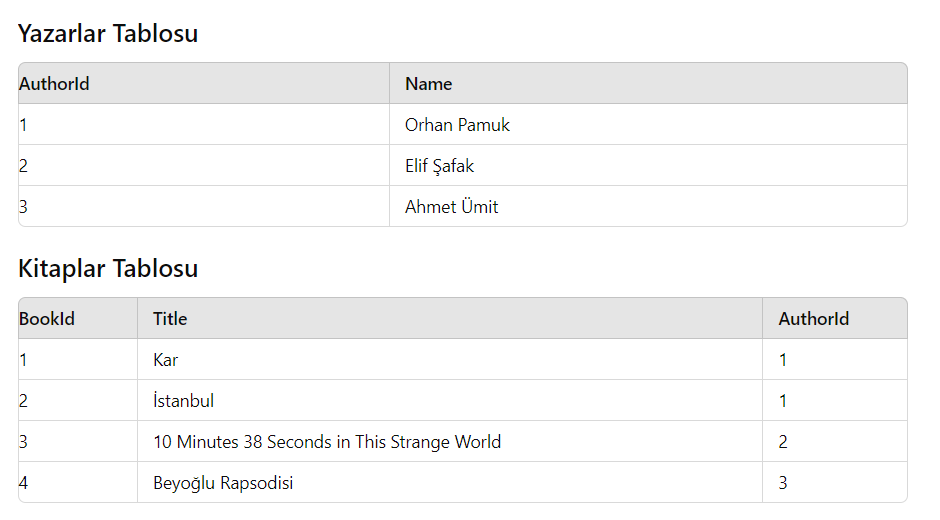 Yazarlar Tablosu
AuthorId Name
1 Orhan Pamuk
2 Elif Şafak
3 Ahmet Ümit
Kitaplar Tablosu
BookId Title AuthorId
1 Kar 1
2 İstanbul 1
3 10 Minutes 38 Seconds in This Strange World 2
4 Beyoğlu Rapsodisi 3